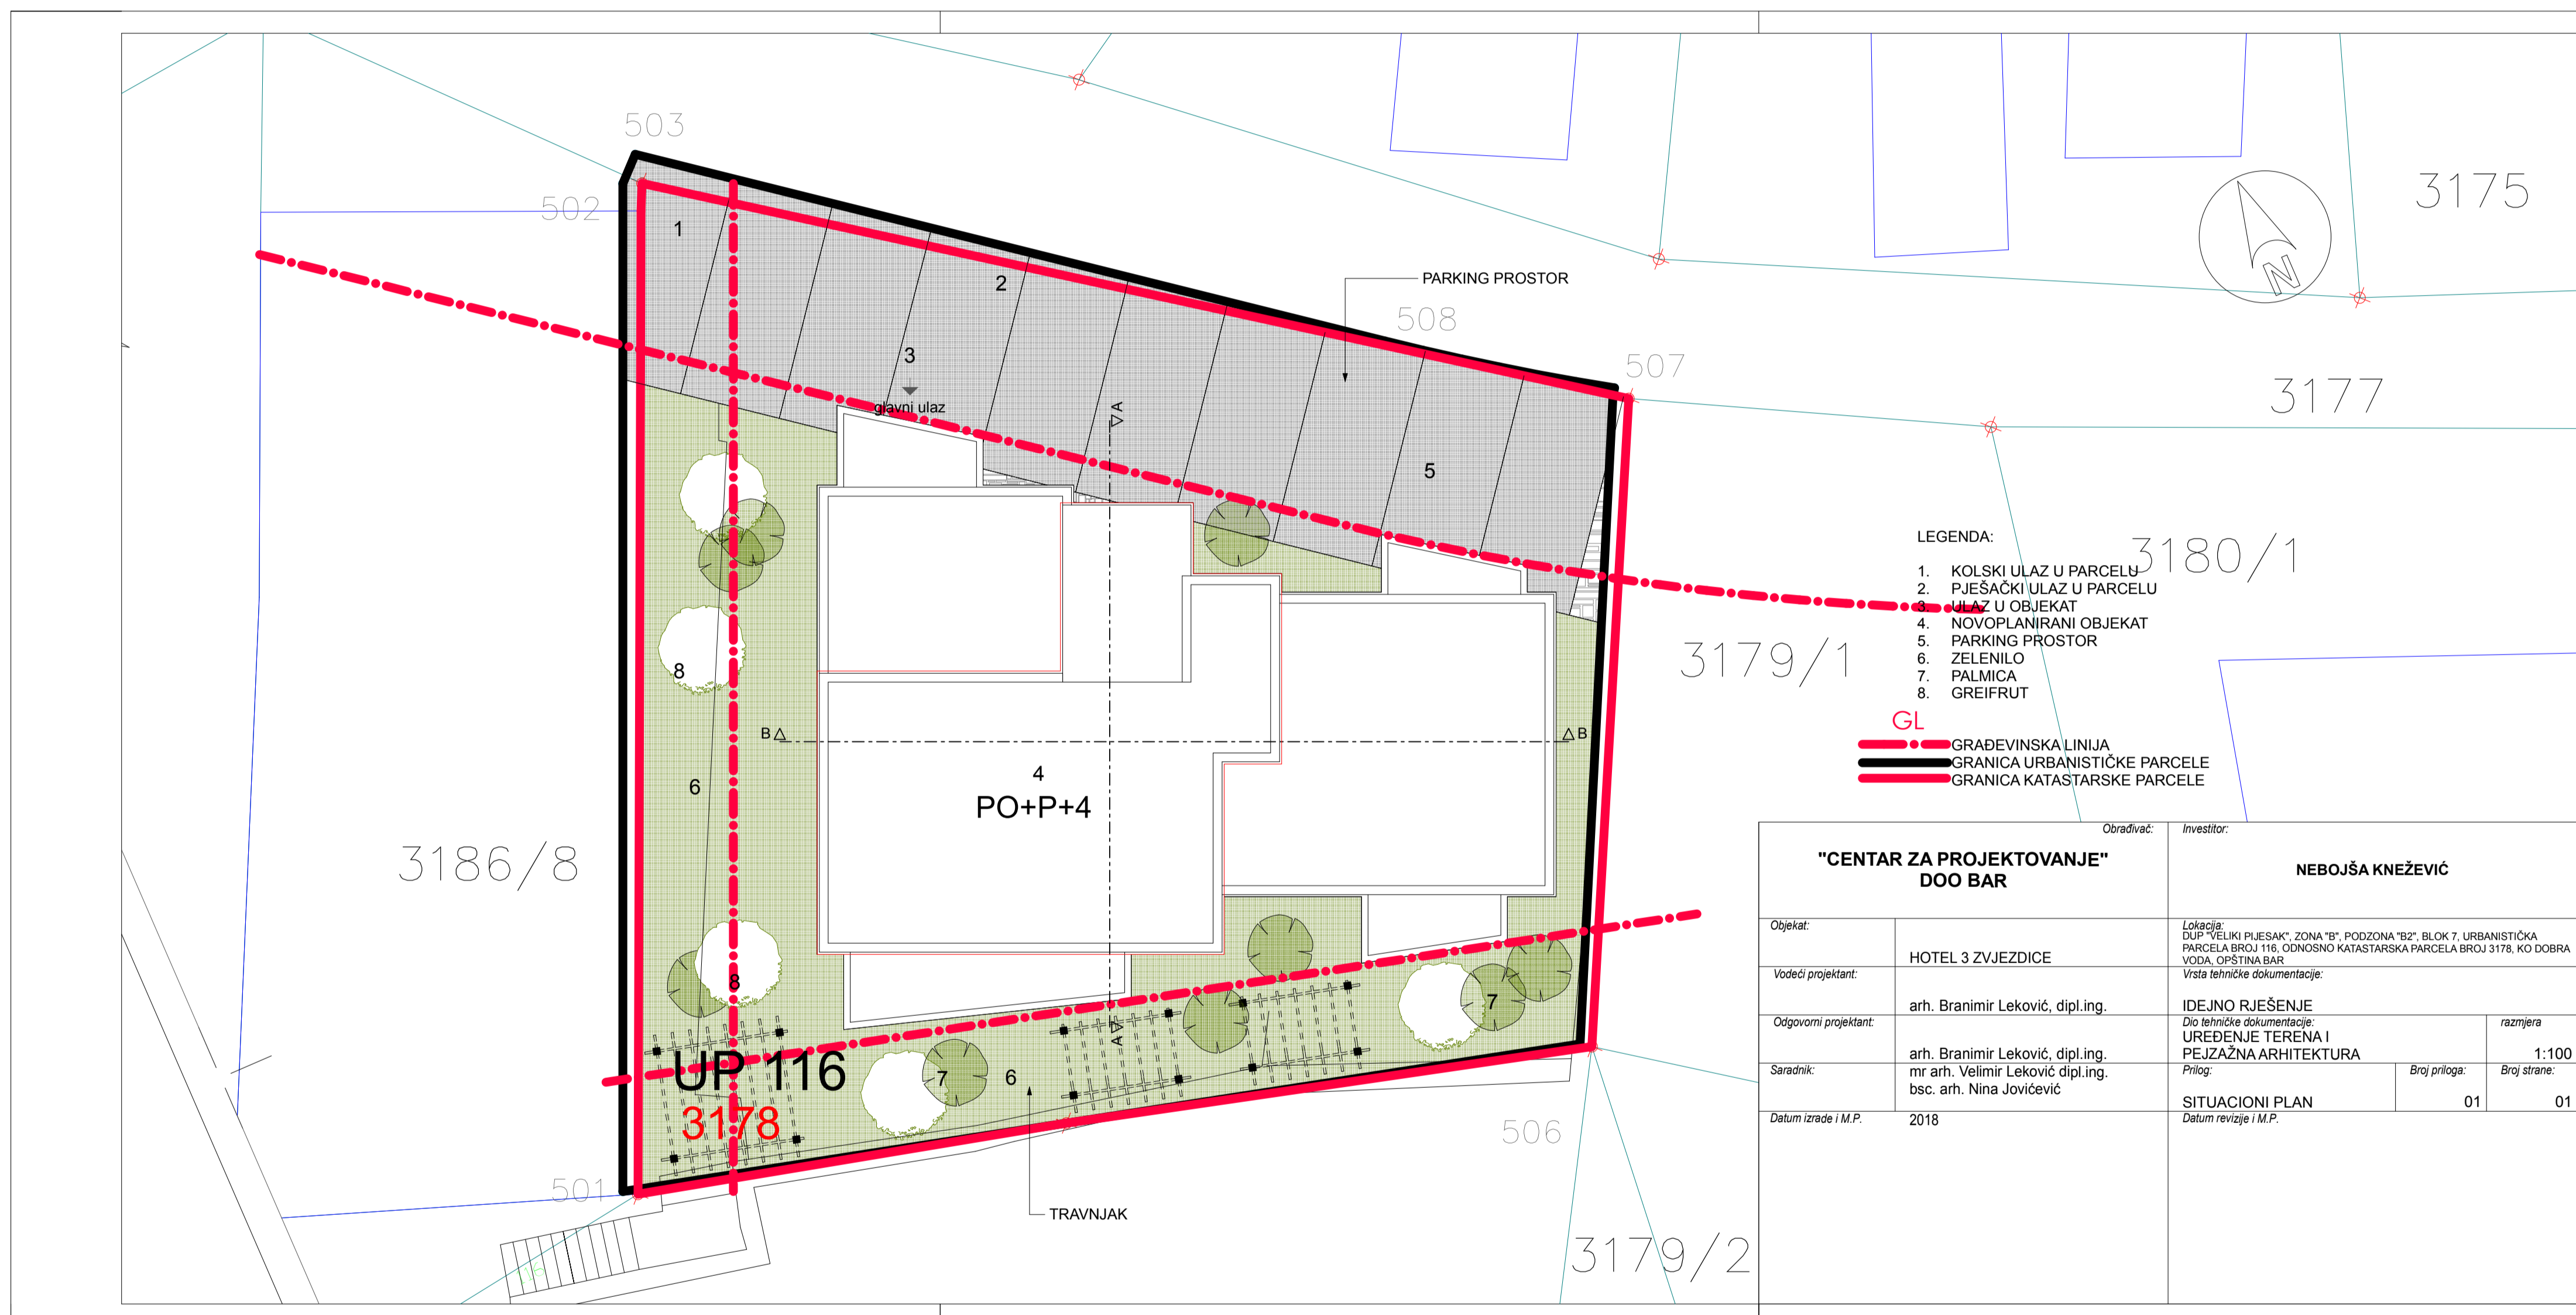 503
3175
502
1
PARKING PROSTOR
2
508
3
507
glavni ulaz
A
3177
5
LEGENDA:
3180/1
1. KOLSKI ULAZ U PARCELU
2. PJEŠAČKI ULAZ U PARCELU
3. ULAZ U OBJEKAT
4. NOVOPLANIRANI OBJEKAT
5. PARKING PROSTOR
6. ZELENILO
7. PALMICA
8. GREIFRUT
3179/1
8
GL
GRAĐEVINSKA LINIJA
GRANICA URBANISTIČKE PARCELE
GRANICA KATASTARSKE PARCELE
B
B
4
6
PO+P+4
3186/8
8
7
A
UP 116
7
6
3178
506
501
TRAVNJAK
3179/2
N
Obrađivač:
"CENTAR ZA PROJEKTOVANJE"
DOO BAR
Investitor:
NEBOJŠA KNEŽEVIĆ
Objekat:
HOTEL 3 ZVJEZDICE
Lokacija:
DUP "VELIKI PIJESAK", ZONA "B", PODZONA "B2", BLOK 7, URBANISTIČKA
PARCELA BROJ 116, ODNOSNO KATASTARSKA PARCELA BROJ 3178, KO DOBRA
VODA, OPŠTINA BAR
Vodeći projektant:
arh. Branimir Leković, dipl.ing.
Vrsta tehničke dokumentacije:
IDEJNO RJEŠENJE
Odgovorni projektant:
arh. Branimir Leković, dipl.ing.
Dio tehničke dokumentacije:
UREĐENJE TERENA I
PEJZAŽNA ARHITEKTURA
razmjera
1:100
Saradnik:
mr arh. Velimir Leković dipl.ing.
bsc. arh. Nina Jovićević
Prilog:
SITUACIONI PLAN
Broj priloga:
01
Broj strane:
01
Datum izrade i M.P.
2018
Datum revizije i M.P.